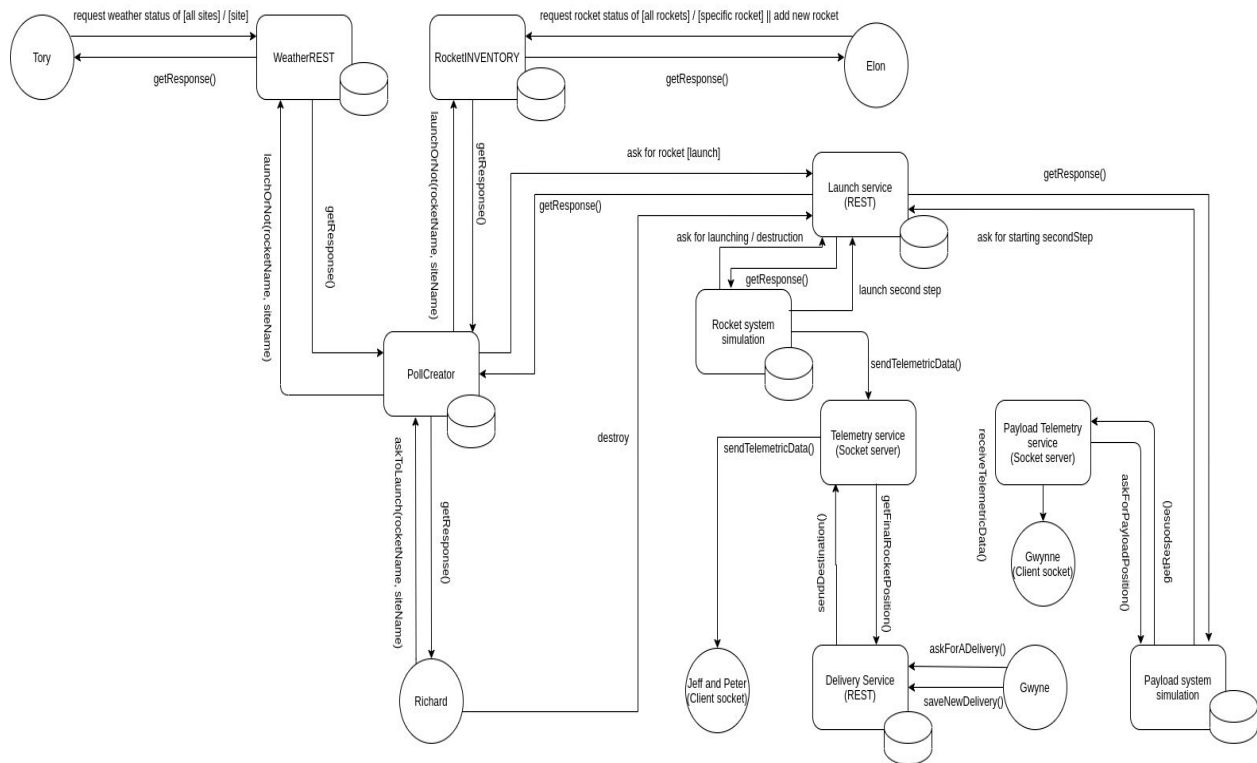 request weather status of [all sites] / [site]
request rocket status of [all rockets] / [specific rocket] || add new rocket
Tory
WeatherREST
RocketINVENTORY
Elon
getResponse()
getResponse()
launchOrNot(rocketName, siteName)
getResponse()
launchOrNot(rocketName, siteName)
getResponse()
ask for rocket [launch]
Launch service
(REST)
getResponse()
getResponse()
ask for launching / destruction
ask for starting secondStep
getResponse()
launch second step
Rocket system
simulation
PollCreator
sendTelemetricData()
destroy
askToLaunch(rocketName, siteName)
getResponse()
sendTelemetricData()
Telemetry service
(Socket server)
Payload Telemetry
service
(Socket server)
receiveTelemetricData()
askForPayloadPosition()
getResponse()
sendDestination()
getFinalRocketPosition()
Gwynne
(Client socket)
Richard
Jeff and Peter
(Client socket)
Delivery Service
(REST)
askForADelivery()
saveNewDelivery()
Gwyne
Payload system
simulation